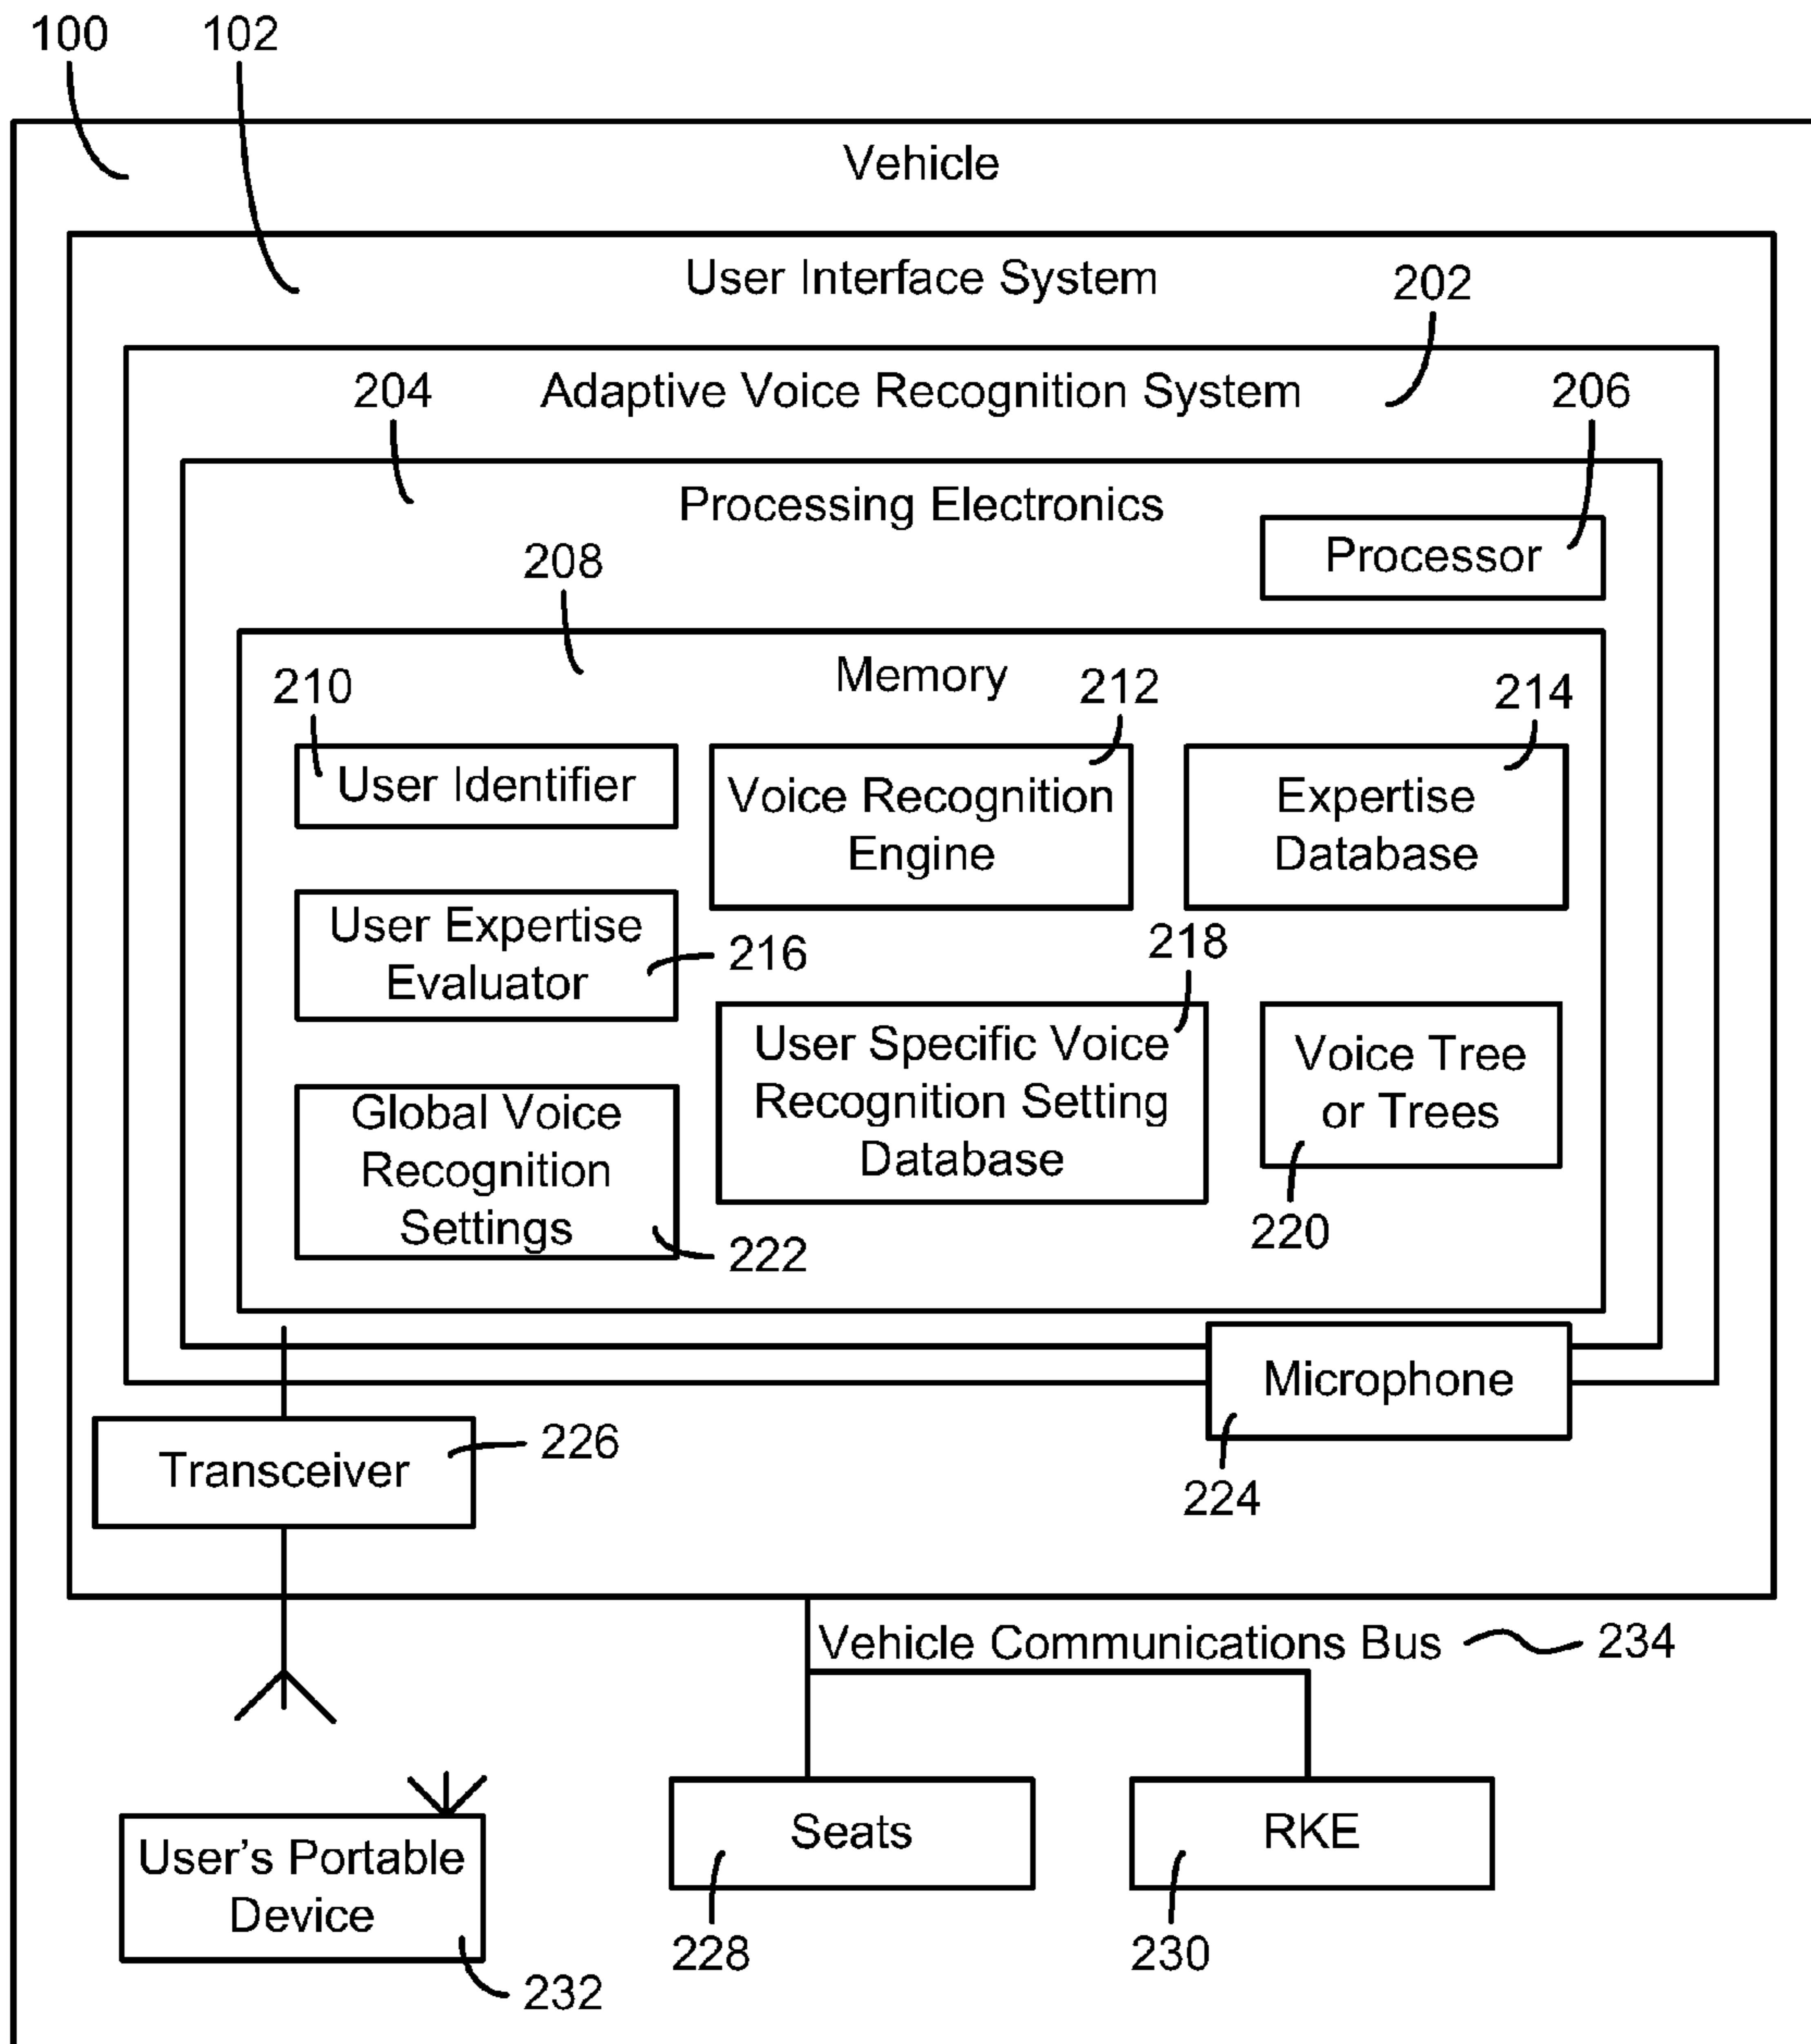 100
102
Vehicle
User Interface System
202
204
Adaptive Voice Recognition System
206
Processing Electronics
Processor
208
Memory
210
212
214
User Identifier
Voice Recognition
Engine
Expertise
Database
User Expertise
Evaluator
216
218
User Specific Voice
Recognition Setting
Database
Voice Tree
or Trees
Global Voice
Recognition
Settings
222
220
Microphone
Transceiver
226
224
Vehicle Communications Bus
234
Seats
RKE
User's Portable
Device
228
230
232